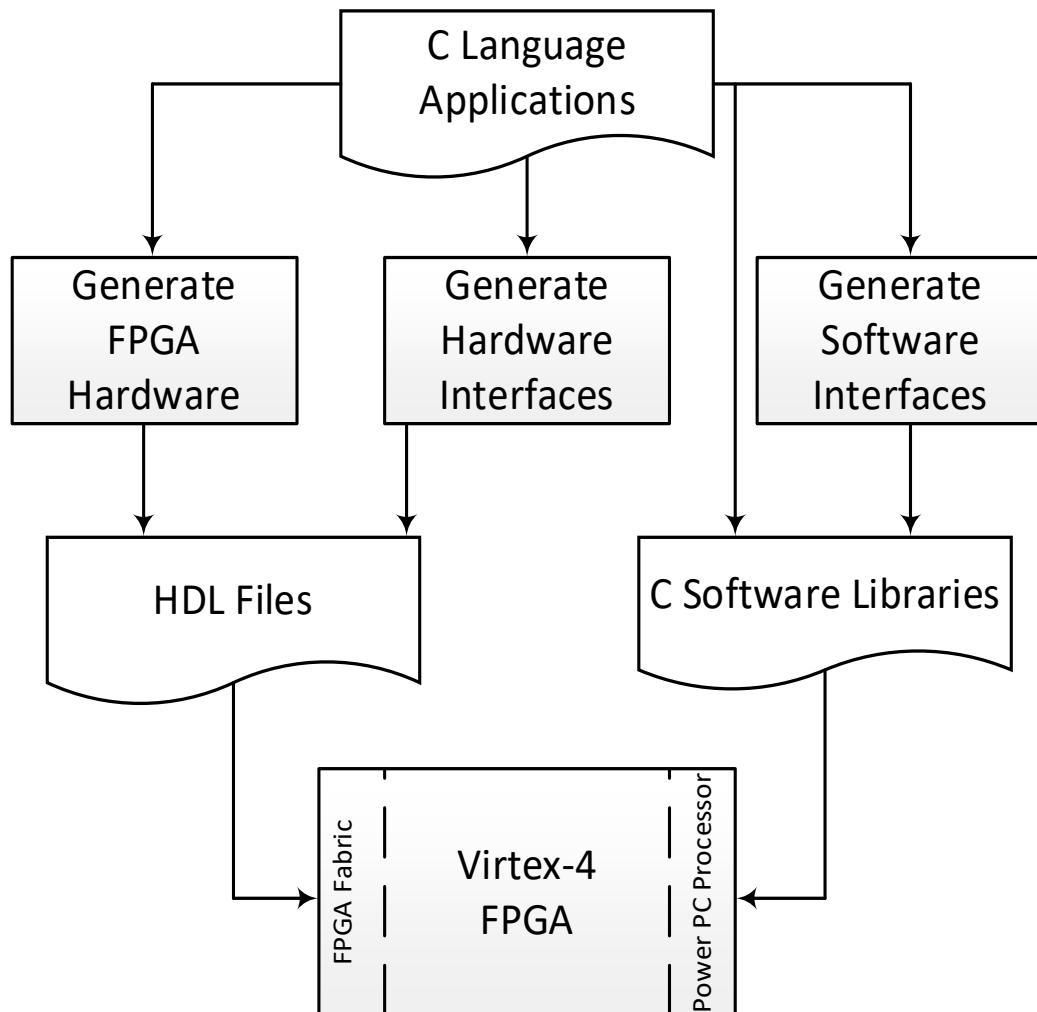 C Language
Applications
Generate
FPGA
Hardware
Generate
Hardware
Interfaces
Generate
Software
Interfaces
HDL Files
C Software Libraries
FPGA Fabric
Virtex-4
FPGA
Power PC Processor